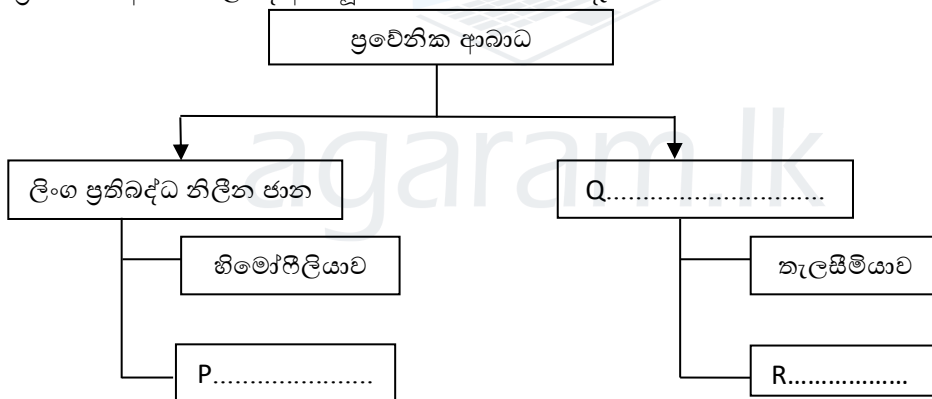 ප්‍රවේනික ආබාධ
ලිංග ප්‍රතිබද්ධ නිලීන ජාන
Q.............................
හිමෝෆීලියාව
තැලසීමියාව
P.....................
R..................
agaram.lk